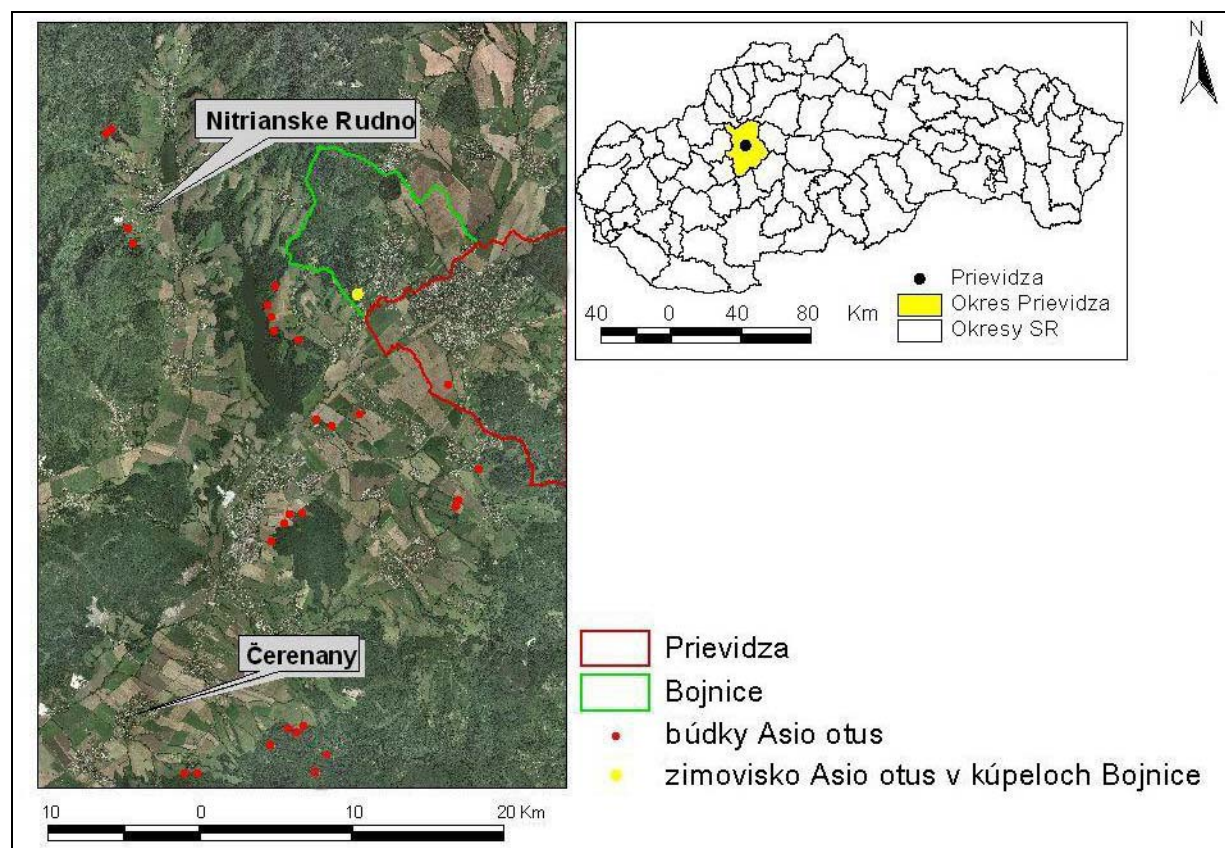 Nitrianske Rudno
Čerenany
10 0 10 20 Km
N
Prievidza
Okres Prievidza
Okresy SR
40 0 40 80 Km
Prievidza
Bojnice
búdky Asio otus
zimovisko Asio otus v kúpeloch Bojnice